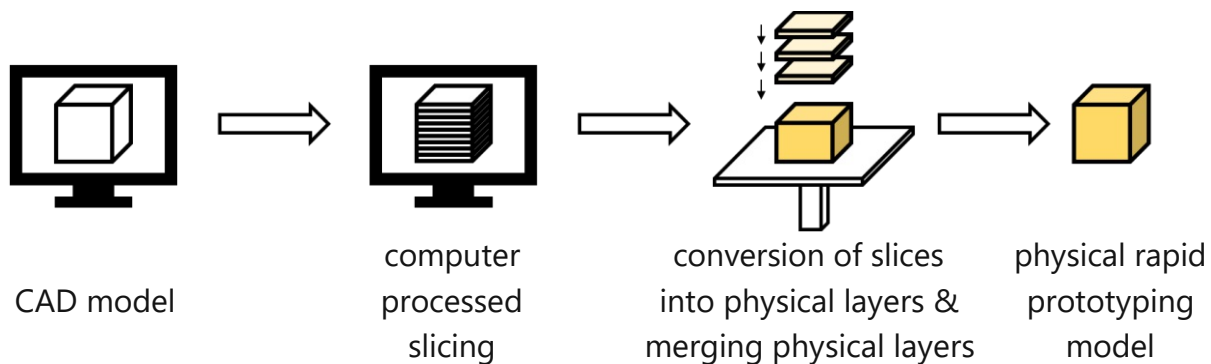 CAD model
computer
processed
slicing
conversion of slices
into physical layers &
merging physical layers
physical rapid
prototyping
model